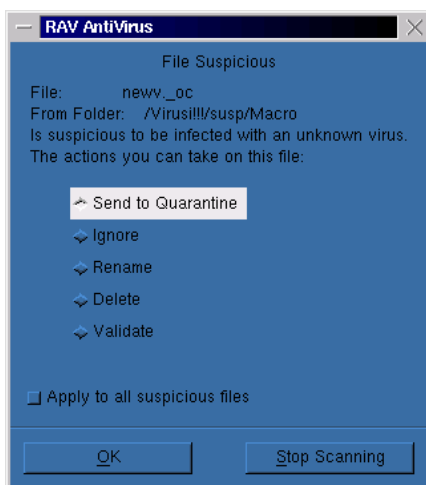 RAV AntiVirus
File Suspicious
File: newv._oc
From Folder: /Virusi!!!/susp/Macro
Is suspicious to be infected with an unknown virus.
The actions you can take on this file:
Send to Quarantine
Ignore
Rename
Delete
Validate
Apply to all suspicious files
OK
Stop Scanning